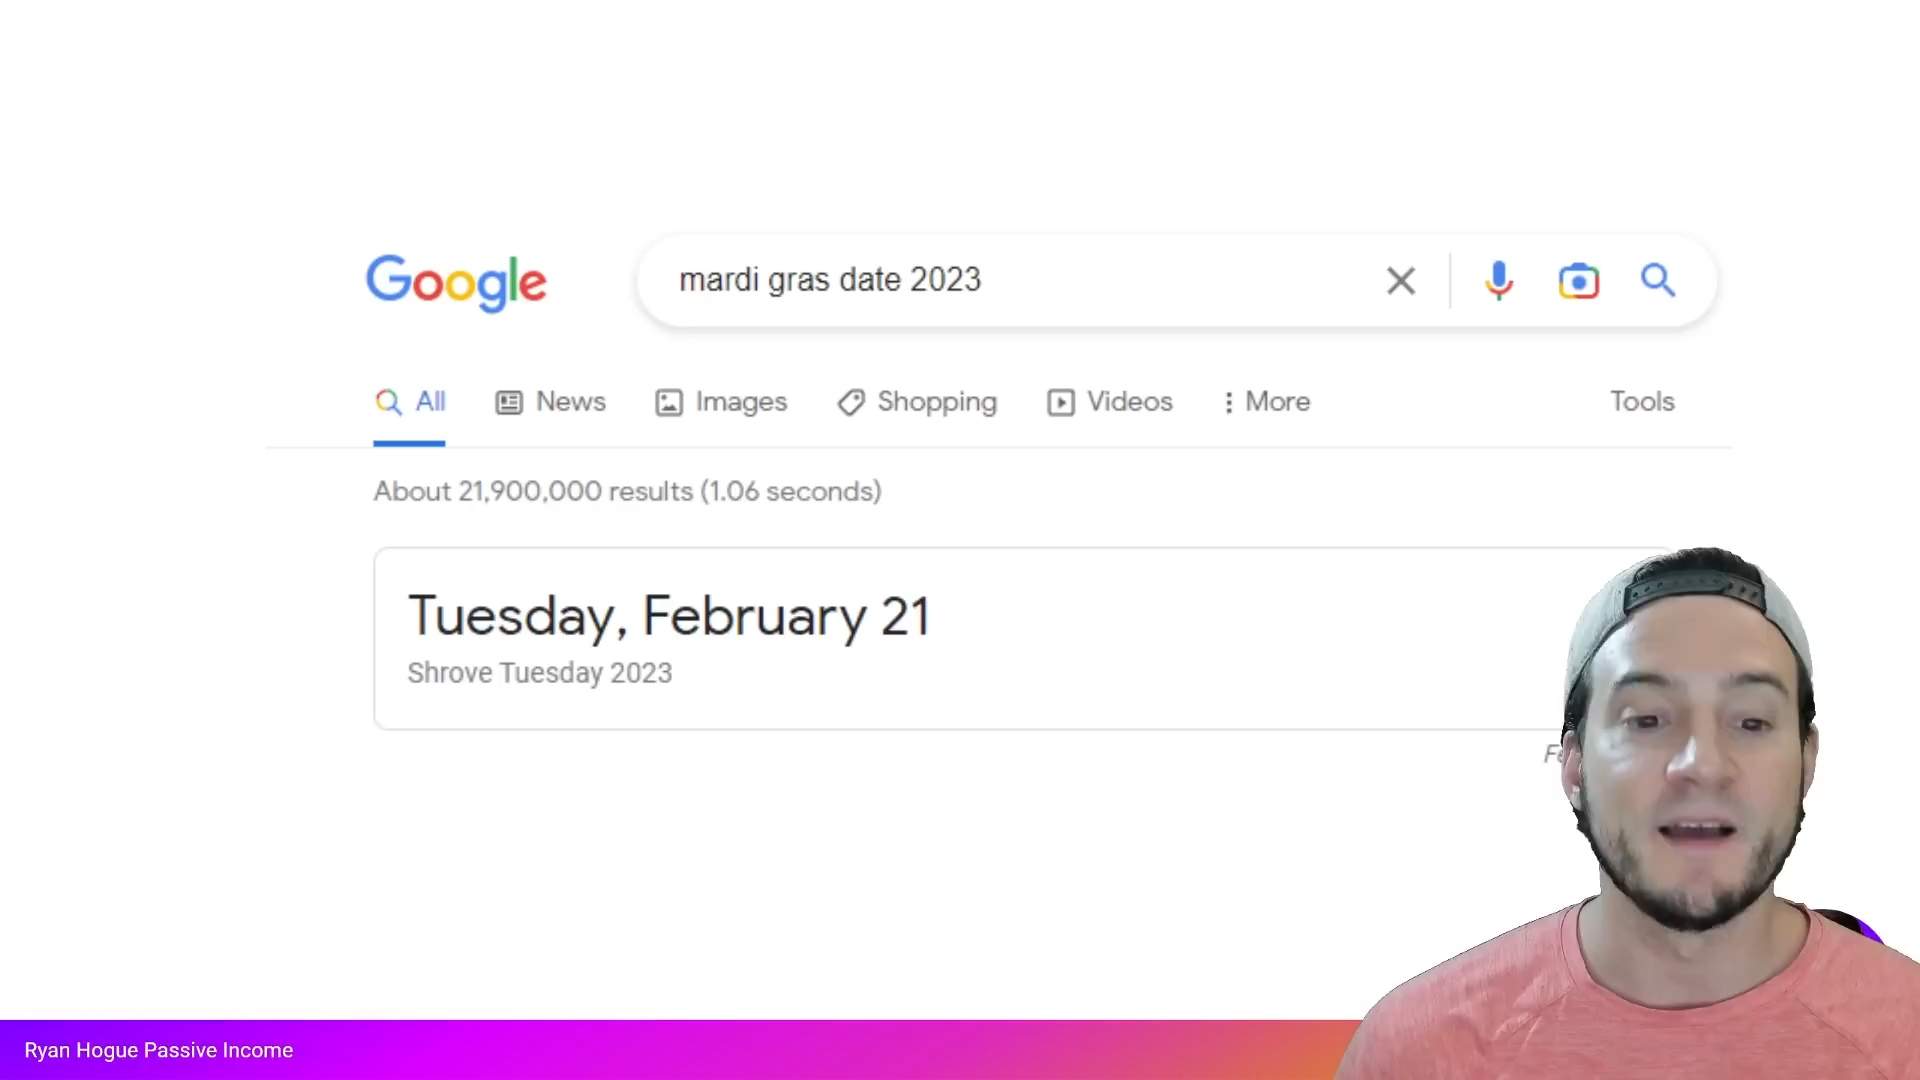 Google
mardi gras date 2023
All News Images Shopping Videos More Tools
About 21,900,000 results (1.06 seconds)
Tuesday, February 21
Shrove Tuesday 2023
Ryan Hogue Passive Income